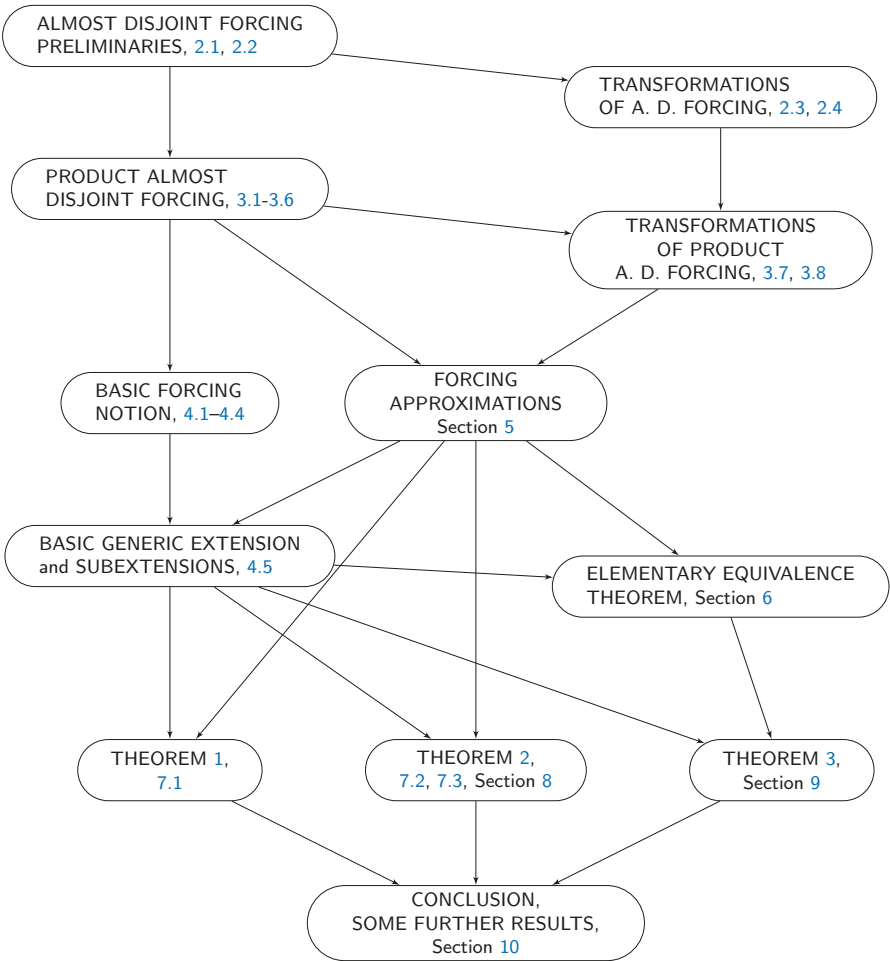 ALMOST DISJOINT FORCING
PRELIMINARIES, 2.1, 2.2
TRANSFORMATIONS
OF A. D. FORCING, 2.3, 2.4
PRODUCT ALMOST
DISJOINT FORCING, 3.1-3.6
TRANSFORMATIONS
OF PRODUCT
A. D. FORCING, 3.7, 3.8
BASIC FORCING
NOTION, 4.1–4.4
FORCING
APPROXIMATIONS
Section 5
BASIC GENERIC EXTENSION
and SUBEXTENSIONS, 4.5
ELEMENTARY EQUIVALENCE
THEOREM, Section 6
THEOREM 1,
7.1
THEOREM 2,
7.2, 7.3, Section 8
THEOREM 3,
Section 9
CONCLUSION,
SOME FURTHER RESULTS,
Section 10